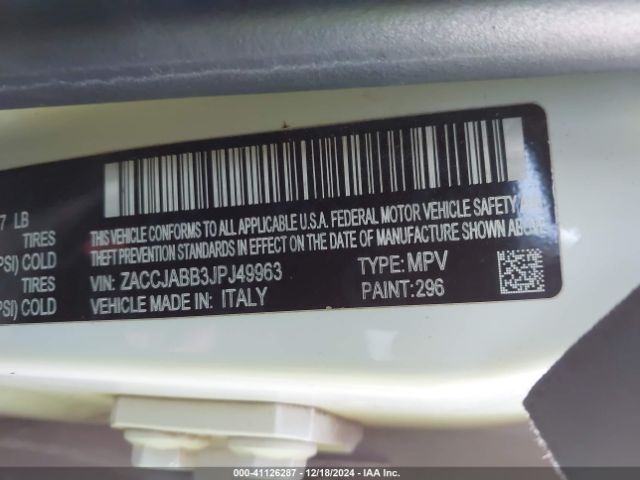 7 LB
TIRES
PSI) COLD
TIRES
PSI) COLD
THIS VEHICLE CONFORMS TO ALL APPLICABLE U.S.A. FEDERAL MOTOR VEHICLE SAFETY AND
THEFT PREVENTION STANDARDS IN EFFECT ON THE DATE OF MANUFACTURE SHOWN ABOVE
VIN: ZACCJABB3JPJ49963
TYPE: MPV
VEHICLE MADE IN: ITALY
PAINT: 296
000-41126287 - 12/18/2024 - IAA Inc.